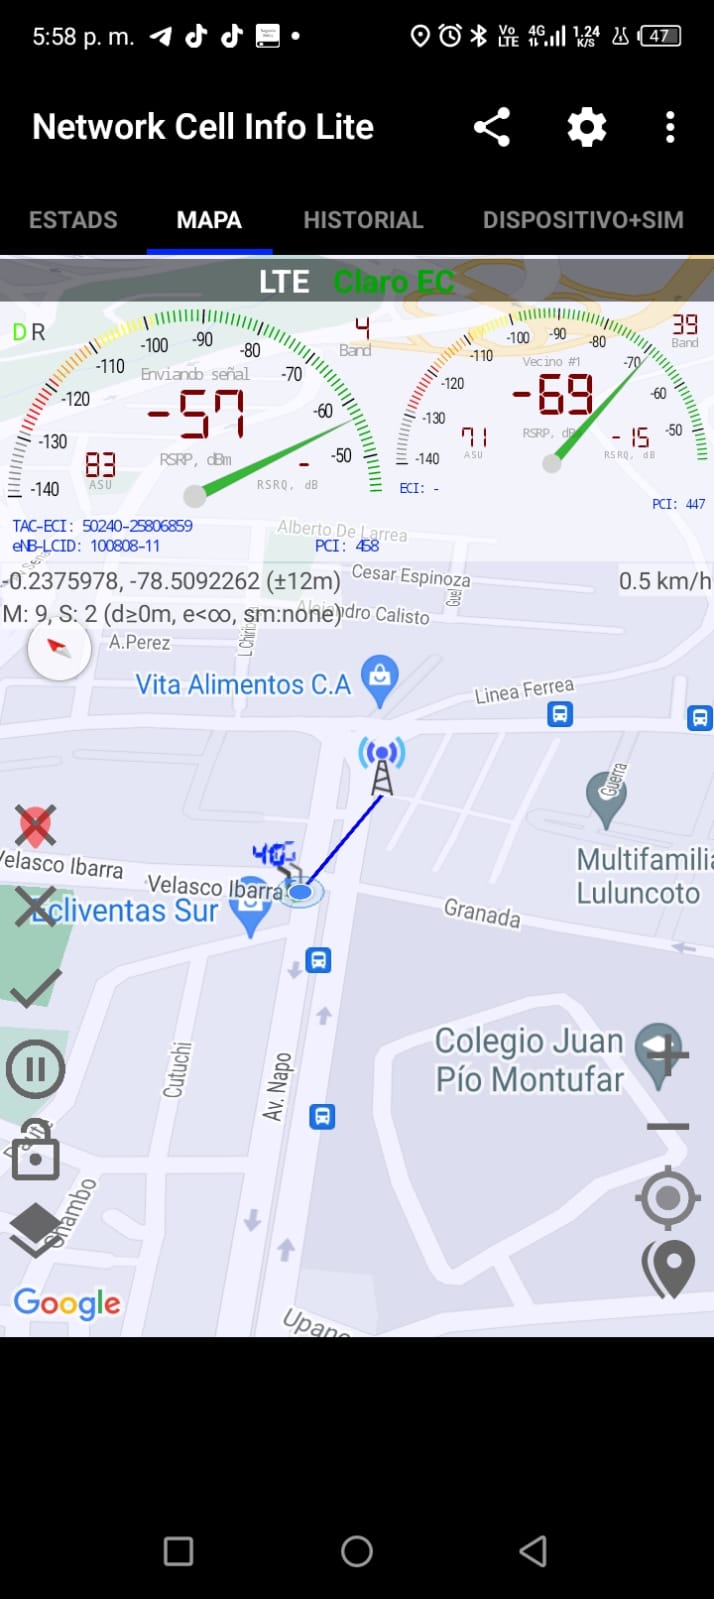 5:58 p. m.
Vo LTE 4G 1.24 K/S 47
Network Cell Info Lite
ESTADS MAPA HISTORIAL DISPOSITIVO+SIM
LTE Claro EC
D R
4 Band
-140 -130 -120 -110 -100 -90 -80 -70 -60 -50
Enviando señal
-57
RSRP, dBm
83 ASU
- RSRQ, dB
39 Band
-140 -130 -120 -110 -100 -90 -80 -70 -60 -50
Vecino #1
-69
RSRP, dB
71 ASU
-15 RSRQ, dB
ECI: -
PCI: 447
TAC-ECI: 50240-25806859
eNB-LCID: 100808-11 PCI: 458
Alberto De Larrea
-0.2375978, -78.5092262 (±12m)
0.5 km/h
Cesar Espinoza
M: 9, S: 2 (d≥0m, e<∞, sm:none)
Alejandro Calisto
A.Perez
Vita Alimentos C.A
Linea Ferrea
Guerra
4G
Velasco Ibarra
Velasco Ibarra
Multifamilia
Luluncoto
Ecliventas Sur
Granada
Colegio Juan
Pío Montufar
Cutuchi
Av. Napo
Chambo
Google
Upano